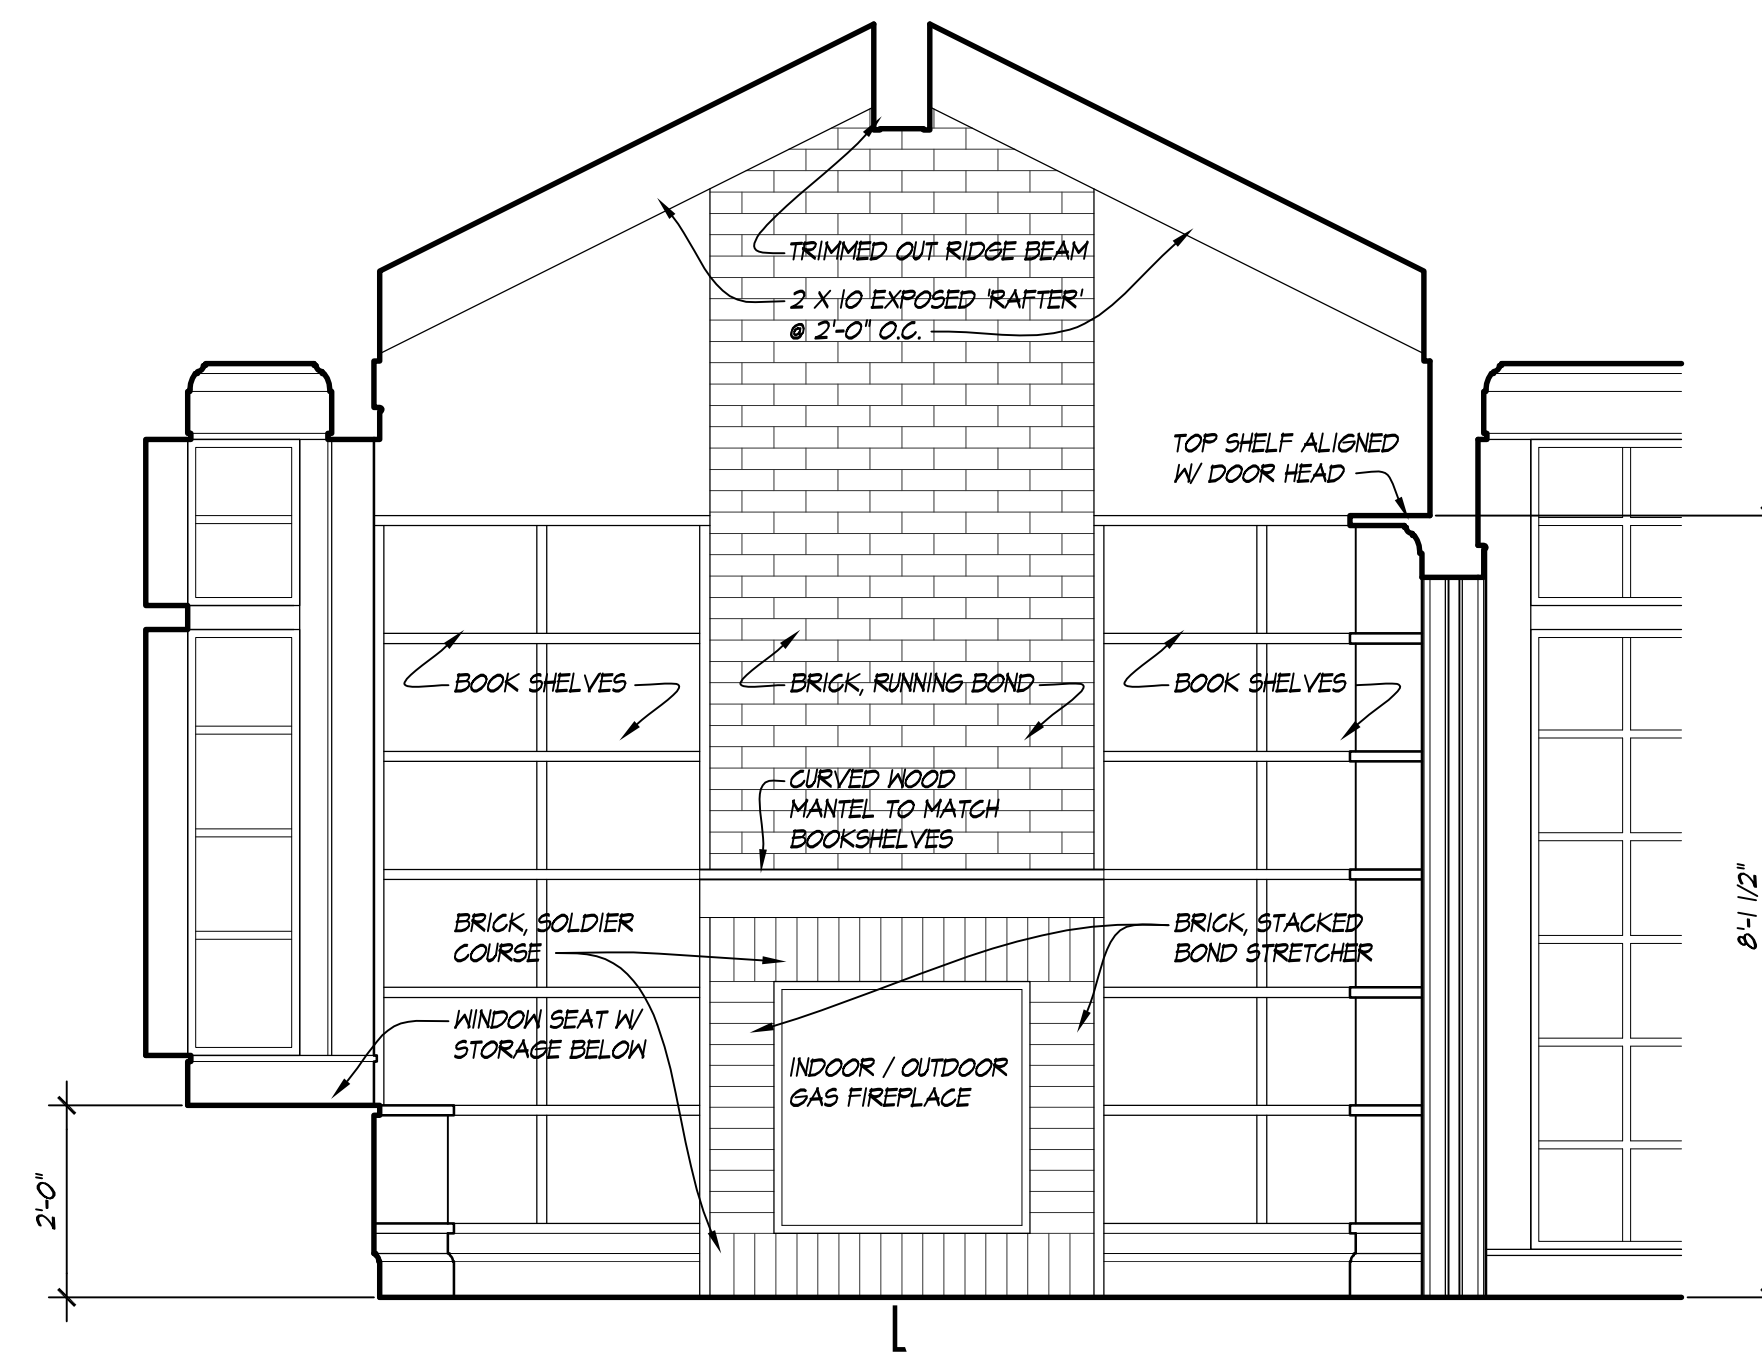 TRIMMED OUT RIDGE BEAM
2 X 10 EXPOSED 'RAFTER'
@ 2'-0" O.C.
TOP SHELF ALIGNED
W/ DOOR HEAD
BOOK SHELVES
BRICK, RUNNING BOND
BOOK SHELVES
CURVED WOOD
MANTEL TO MATCH
BOOKSHELVES
BRICK, SOLDIER
COURSE
BRICK, STACKED
BOND STRETCHER
WINDOW SEAT W/
STORAGE BELOW
INDOOR / OUTDOOR
GAS FIREPLACE
2'-0"
8'-1 1/2"